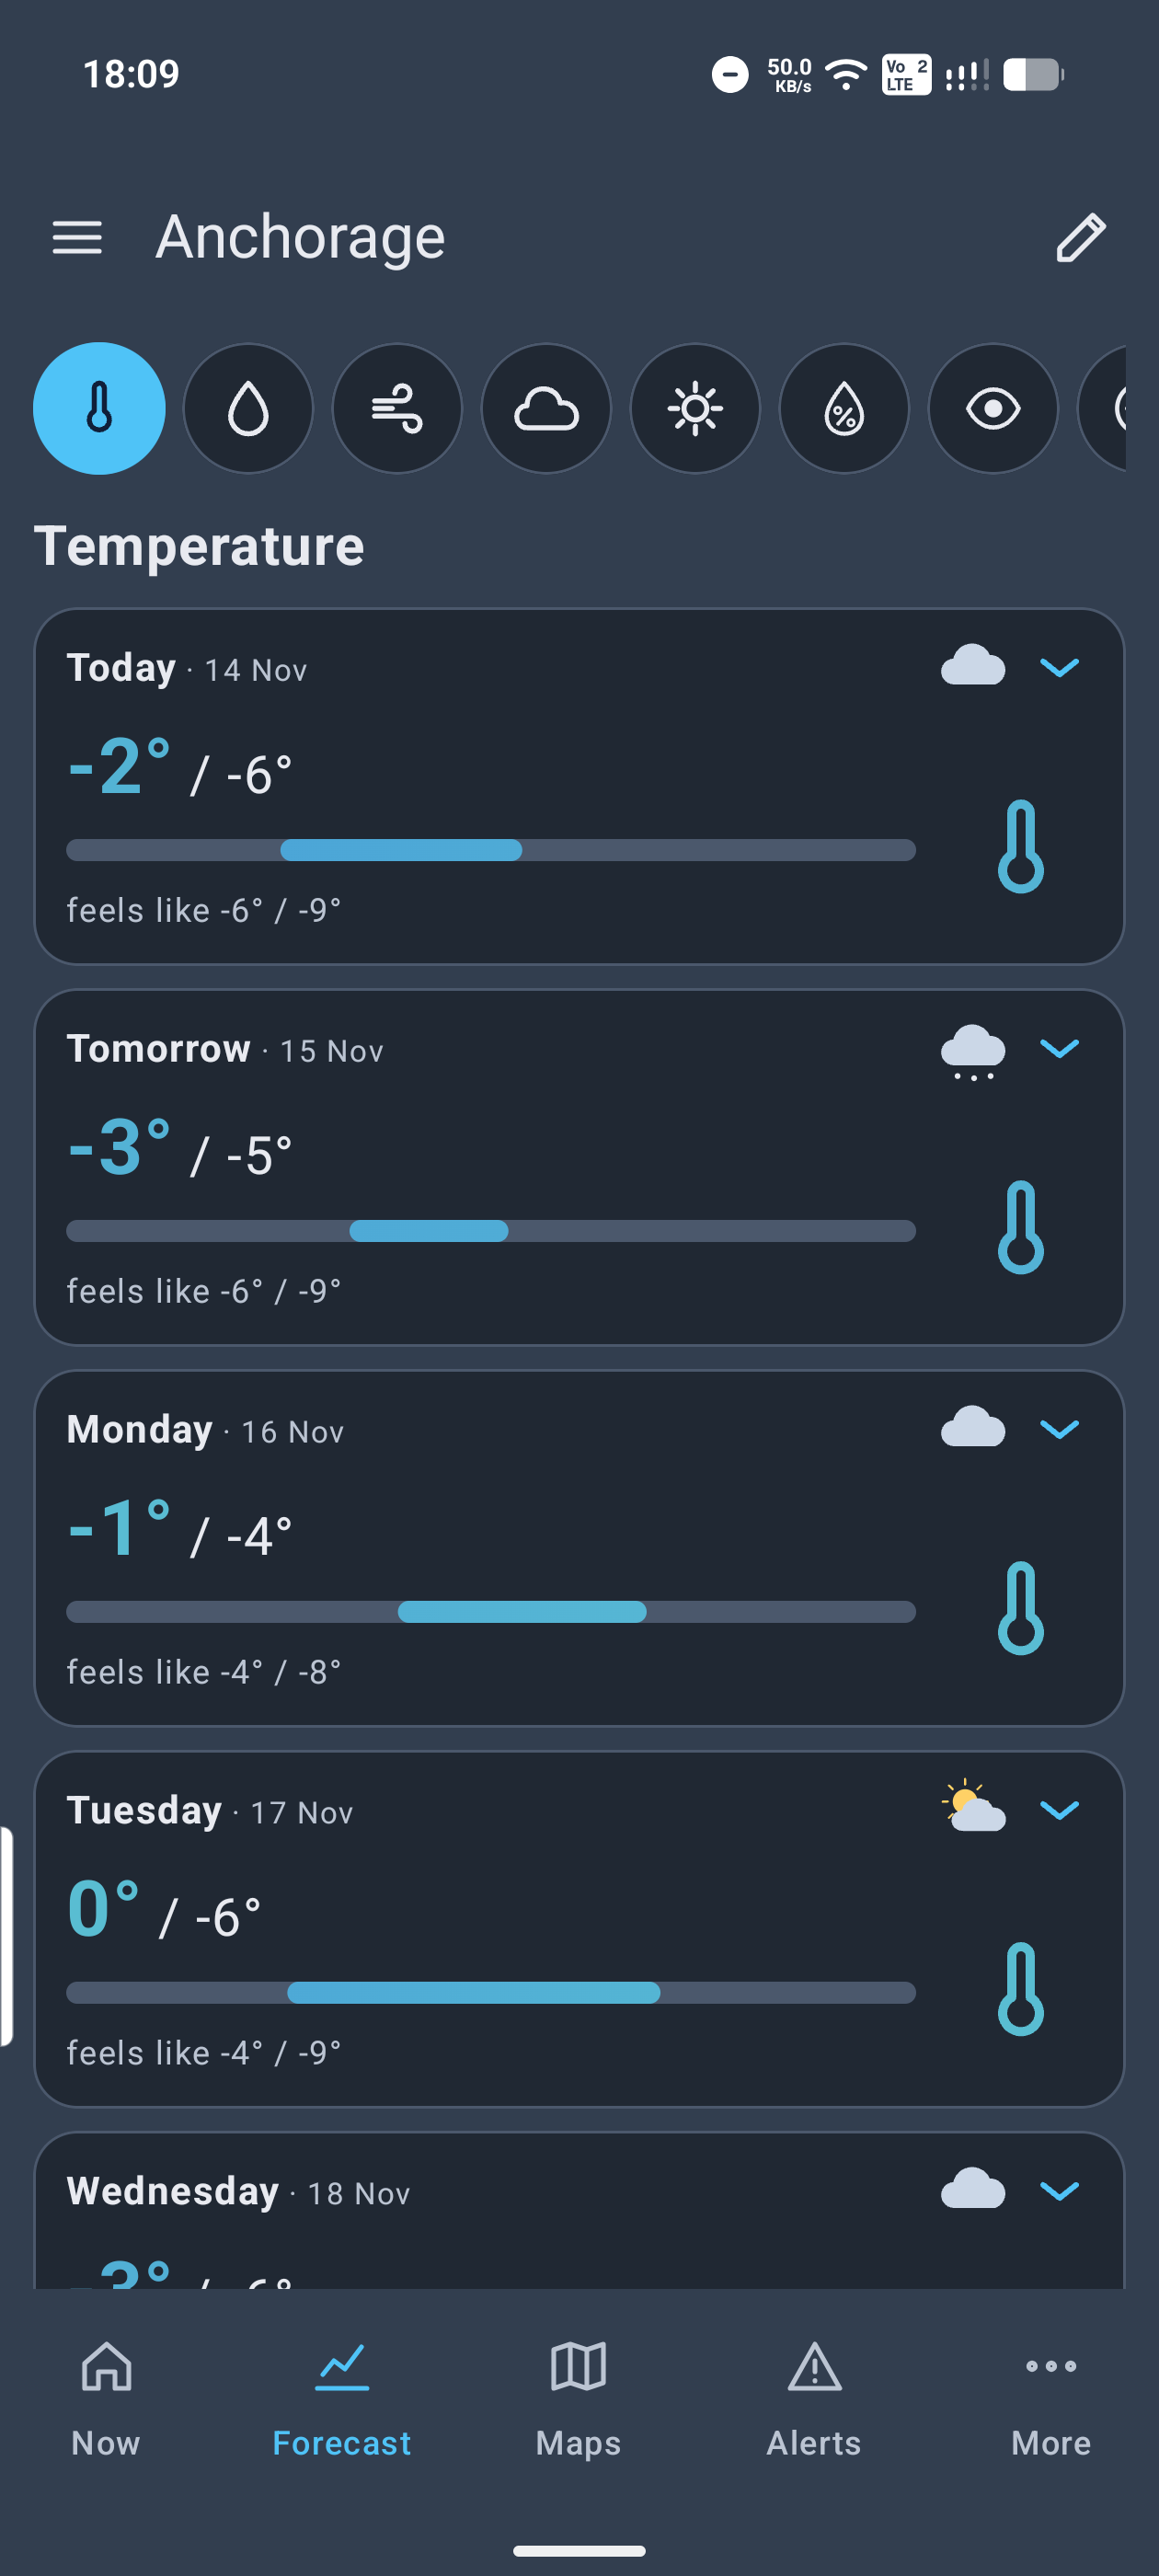 18:09
50.0
KB/s
Vo 2
LTE
Anchorage
Temperature
Today · 14 Nov
-2° / -6°
feels like -6° / -9°
Tomorrow · 15 Nov
-3° / -5°
feels like -6° / -9°
Monday · 16 Nov
-1° / -4°
feels like -4° / -8°
Tuesday · 17 Nov
0° / -6°
feels like -4° / -9°
Wednesday · 18 Nov
-3° / -6°
Now
Forecast
Maps
Alerts
More